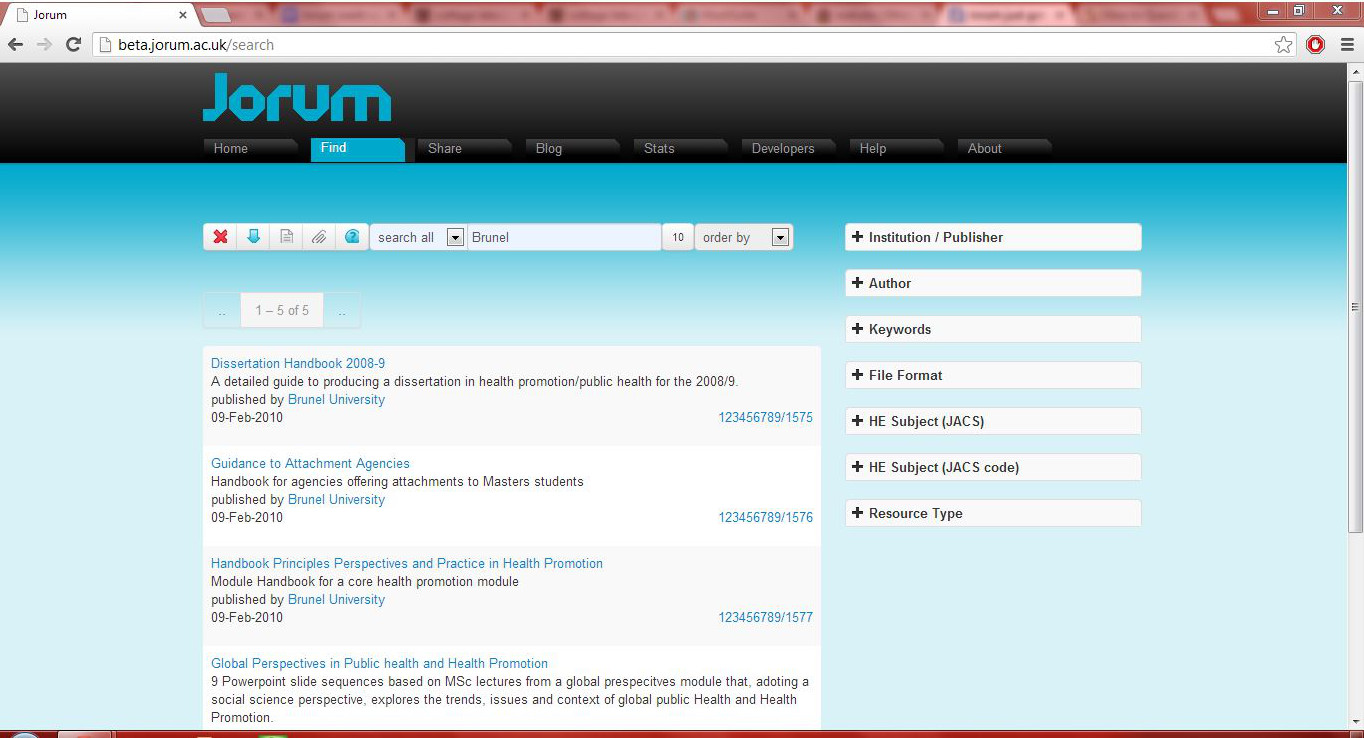 Jorum
beta.jorum.ac.uk/search
Jorum
Home Find Share Blog Stats Developers Help About
search all Brunel 10 order by
.. 1 – 5 of 5 ..
Dissertation Handbook 2008-9
A detailed guide to producing a dissertation in health promotion/public health for the 2008/9.
published by Brunel University
09-Feb-2010 123456789/1575
Guidance to Attachment Agencies
Handbook for agencies offering attachments to Masters students
published by Brunel University
09-Feb-2010 123456789/1576
Handbook Principles Perspectives and Practice in Health Promotion
Module Handbook for a core health promotion module
published by Brunel University
09-Feb-2010 123456789/1577
Global Perspectives in Public health and Health Promotion
9 Powerpoint slide sequences based on MSc lectures from a global prespecitves module that, adoting a
social science perspective, explores the trends, issues and context of global public Health and Health
Promotion.
Institution / Publisher
Author
Keywords
File Format
HE Subject (JACS)
HE Subject (JACS code)
Resource Type